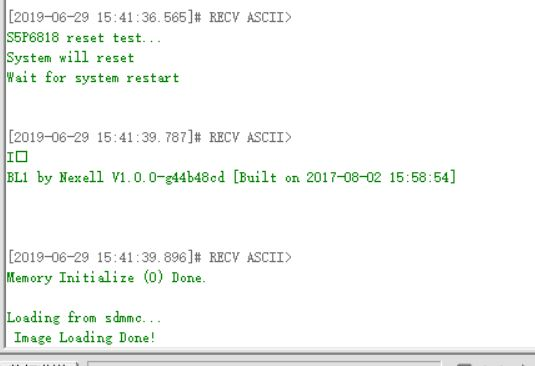 [2019-06-29 15:41:36.565]# RECV ASCII>
S5P6818 reset test...
System will reset
Wait for system restart
[2019-06-29 15:41:39.787]# RECV ASCII>
I□
BL1 by Nexell V1.0.0-g44b48cd [Built on 2017-08-02 15:58:54]
[2019-06-29 15:41:39.896]# RECV ASCII>
Memory Initialize (0) Done.
Loading from sdmmc...
Image Loading Done!